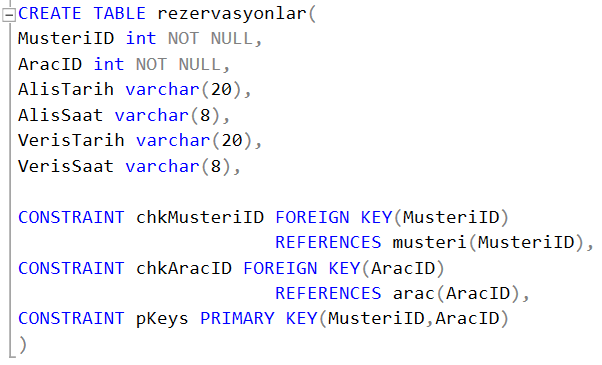 CREATE TABLE rezervasyonlar(
MusteriID int NOT NULL,
AracID int NOT NULL,
AlisTarih varchar(20),
AlisSaat varchar(8),
VerisTarih varchar(20),
VerisSaat varchar(8),
CONSTRAINT chkMusteriID FOREIGN KEY(MusteriID)
REFERENCES musteri(MusteriID),
CONSTRAINT chkAracID FOREIGN KEY(AracID)
REFERENCES arac(AracID),
CONSTRAINT pKeys PRIMARY KEY(MusteriID,AracID)
)